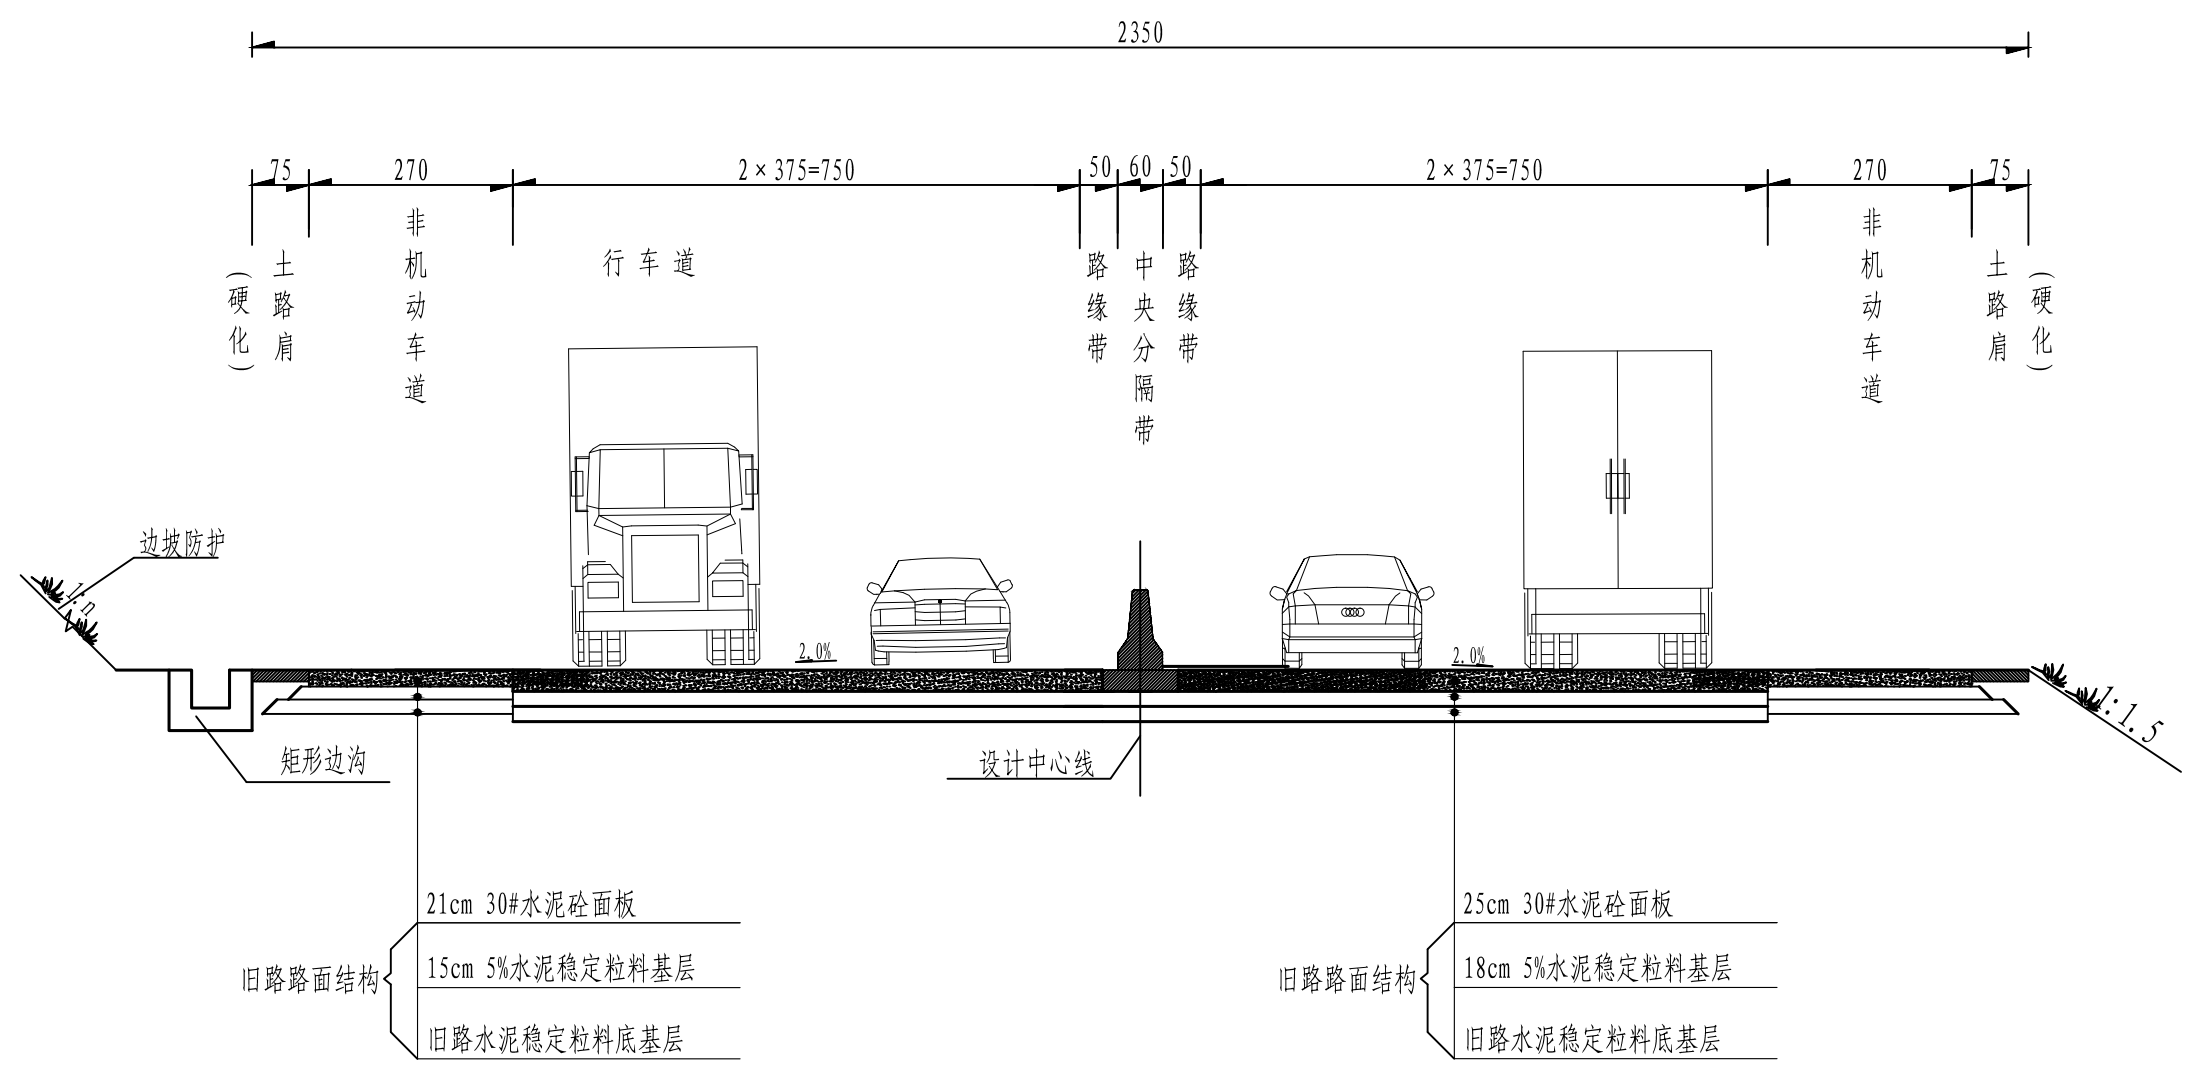 2350
75
270
2×375=750
50
60
50
2×375=750
270
75
(硬化)
土路肩
非机动车道
行车道
路缘带
中央分隔带
路缘带
非机动车道
土路肩
(硬化)
边坡防护
1:n
2.0%
2.0%
1:1.5
矩形边沟
设计中心线
21cm 30#水泥砼面板
15cm 5%水泥稳定粒料基层
旧路水泥稳定粒料底基层
旧路路面结构
25cm 30#水泥砼面板
18cm 5%水泥稳定粒料基层
旧路水泥稳定粒料底基层
旧路路面结构